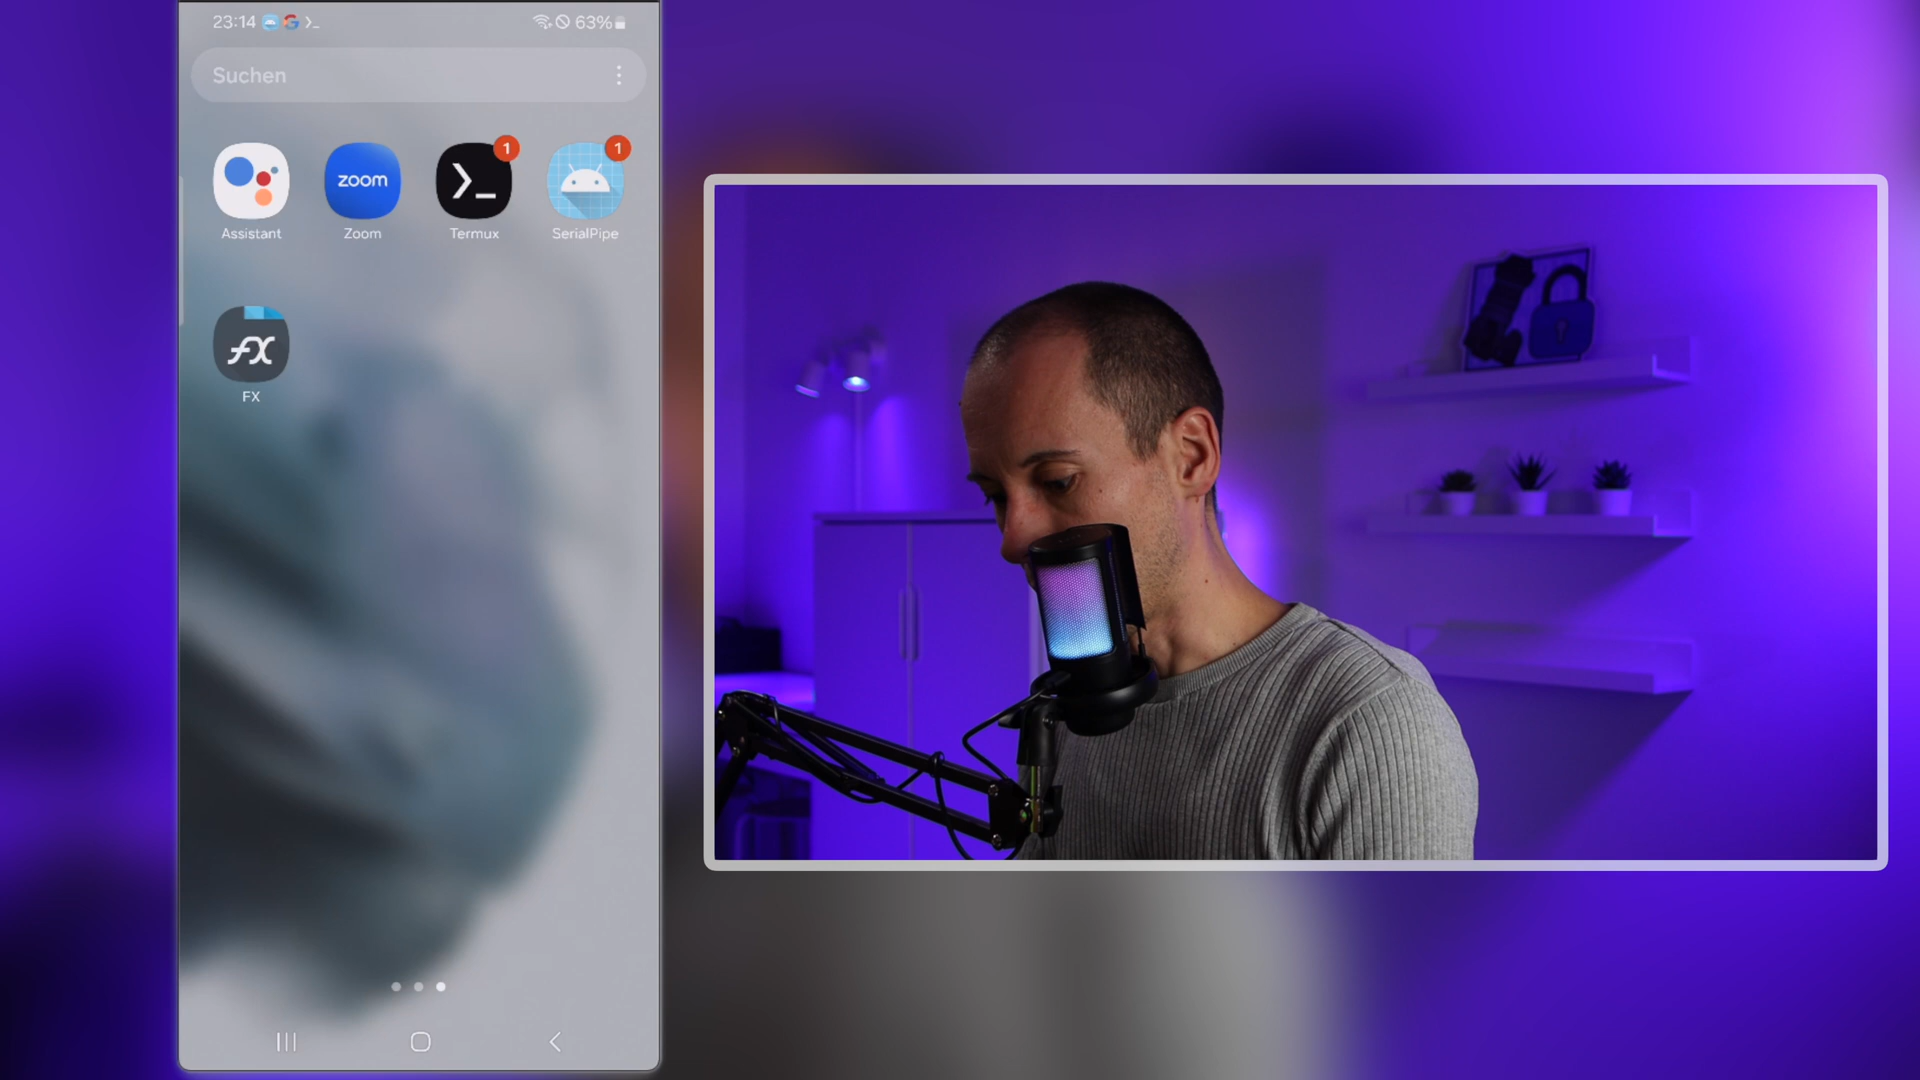 23:14 63%
Suchen
zoom 1 1
Assistant Zoom Termux SerialPipe
FX
FX